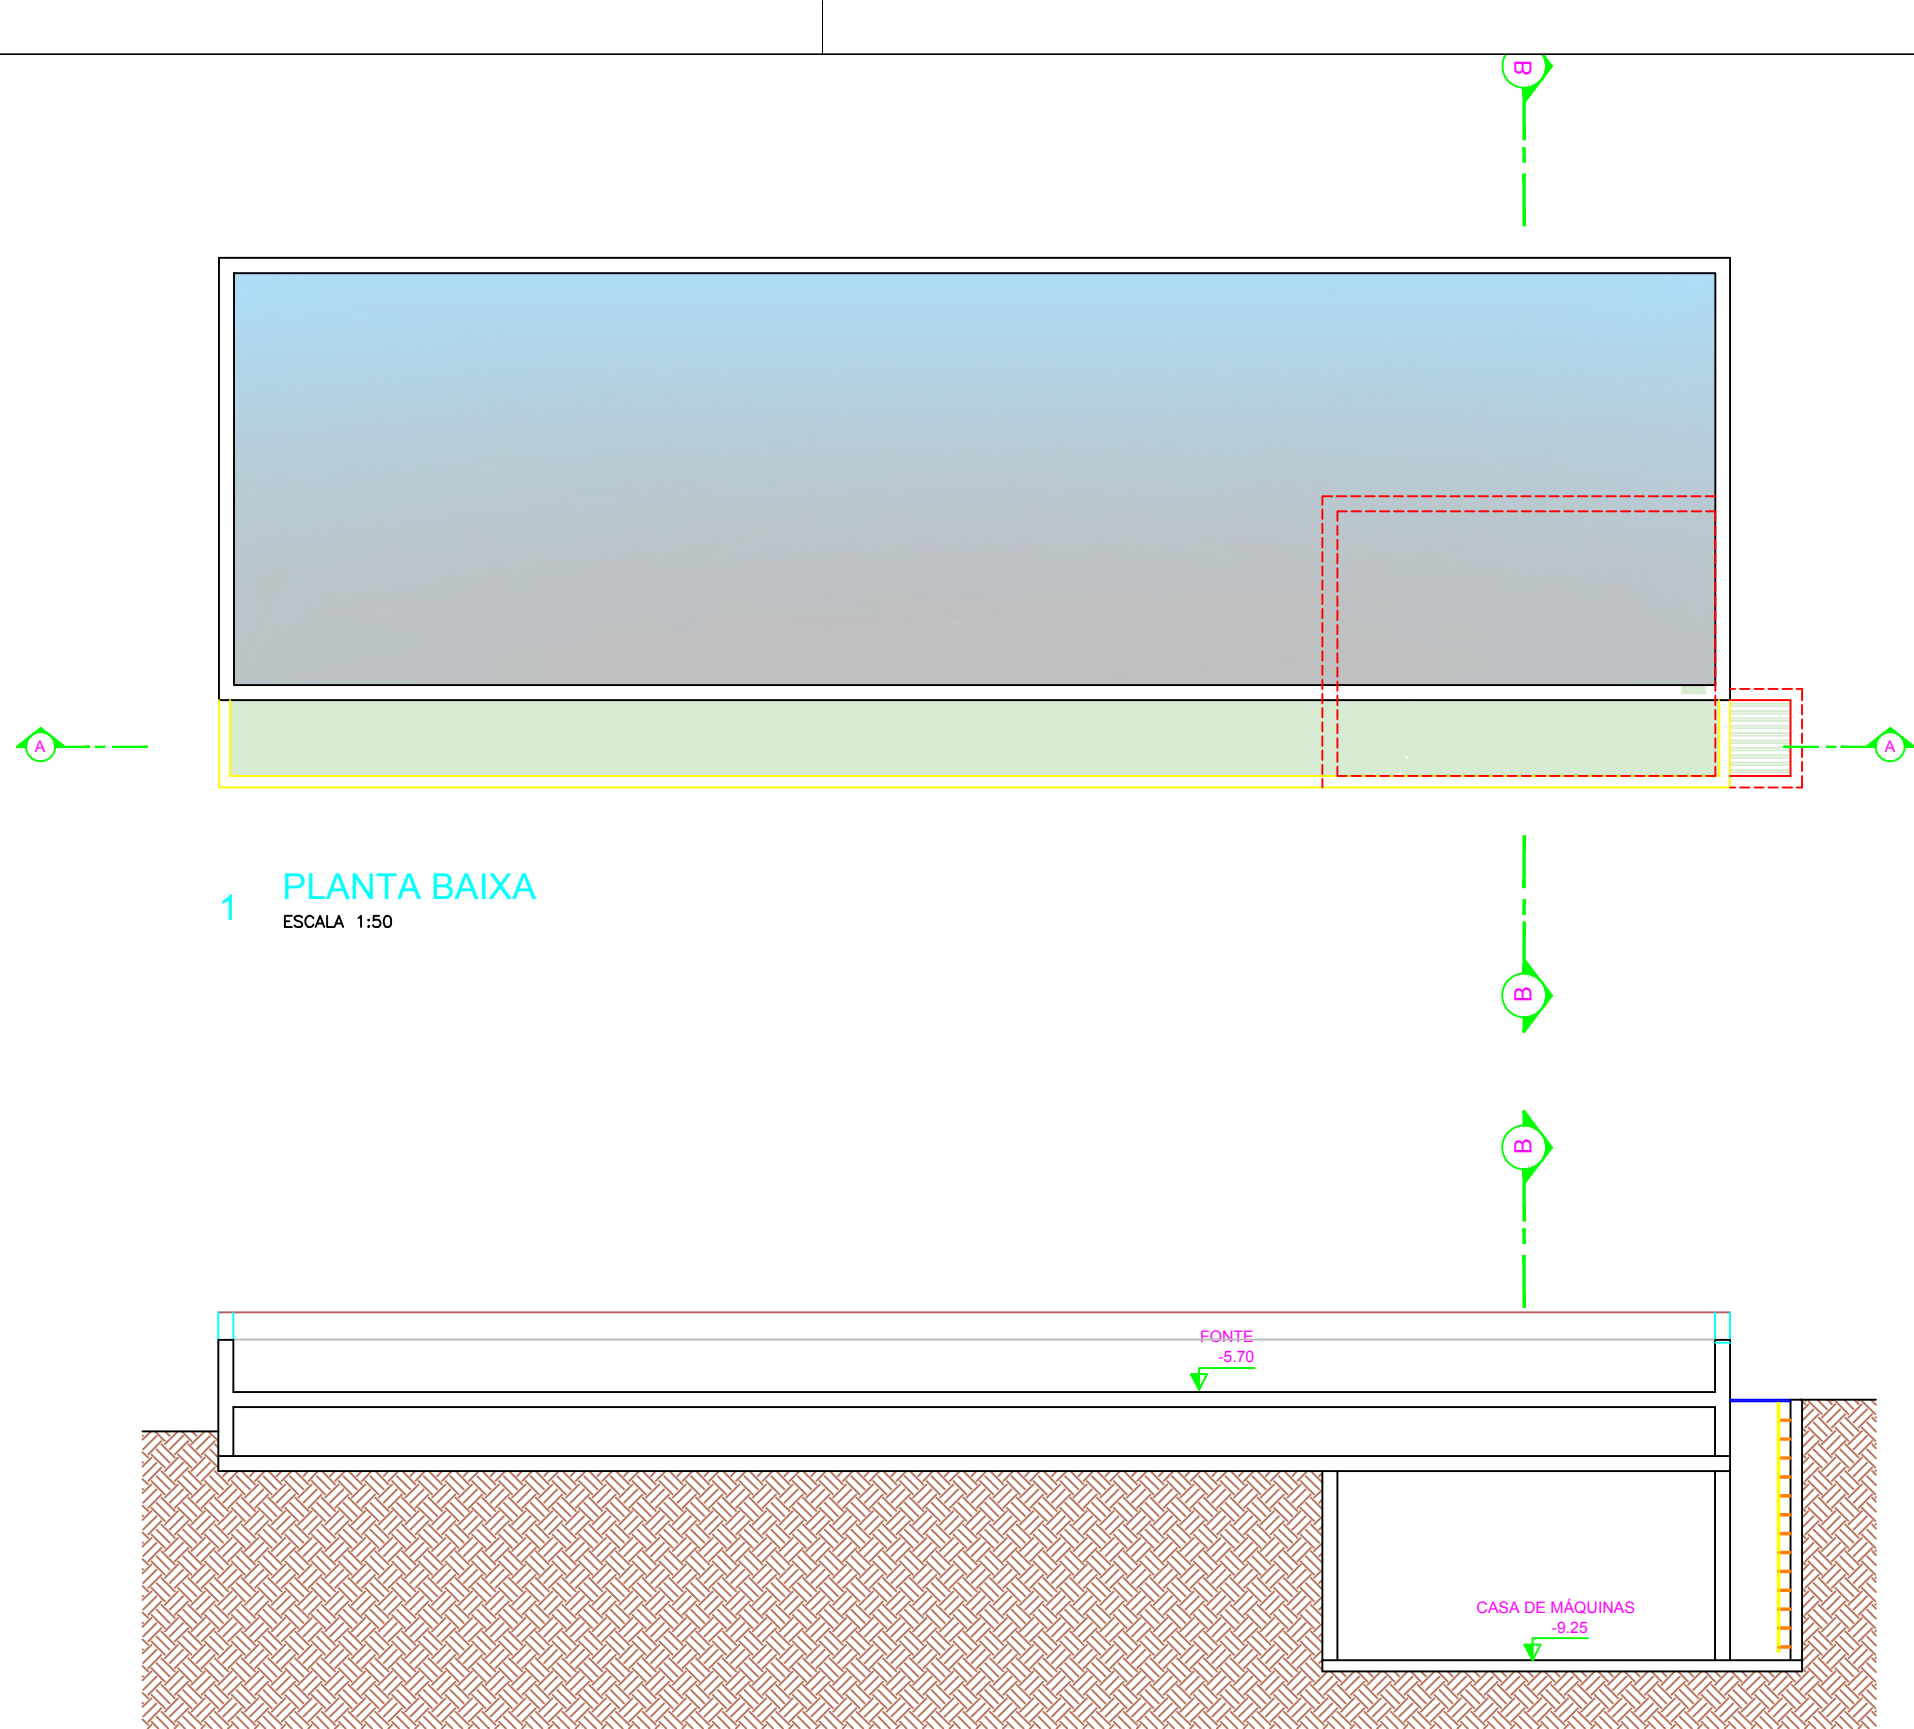 B
A
A
1 PLANTA BAIXA
ESCALA 1:50
B
B
FONTE
-5.70
CASA DE MÁQUINAS
-9.25